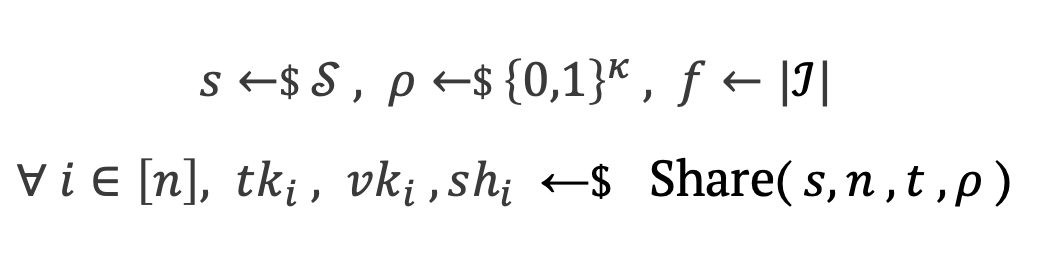 s ←$ 𝒮 , ρ ←$ {0,1}^κ , f ← |ℐ|
∀ i ∈ [n], tk_i , vk_i ,sh_i ←$ Share( s,n ,t ,ρ )